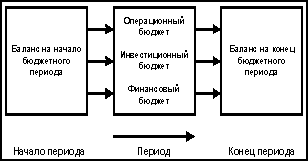 Баланс на начало
бюджетного
периода
Операционный
бюджет
Инвестиционный
бюджет
Финансовый
бюджет
Баланс на конец
бюджетного
периода
Начало периода
Период
Конец периода